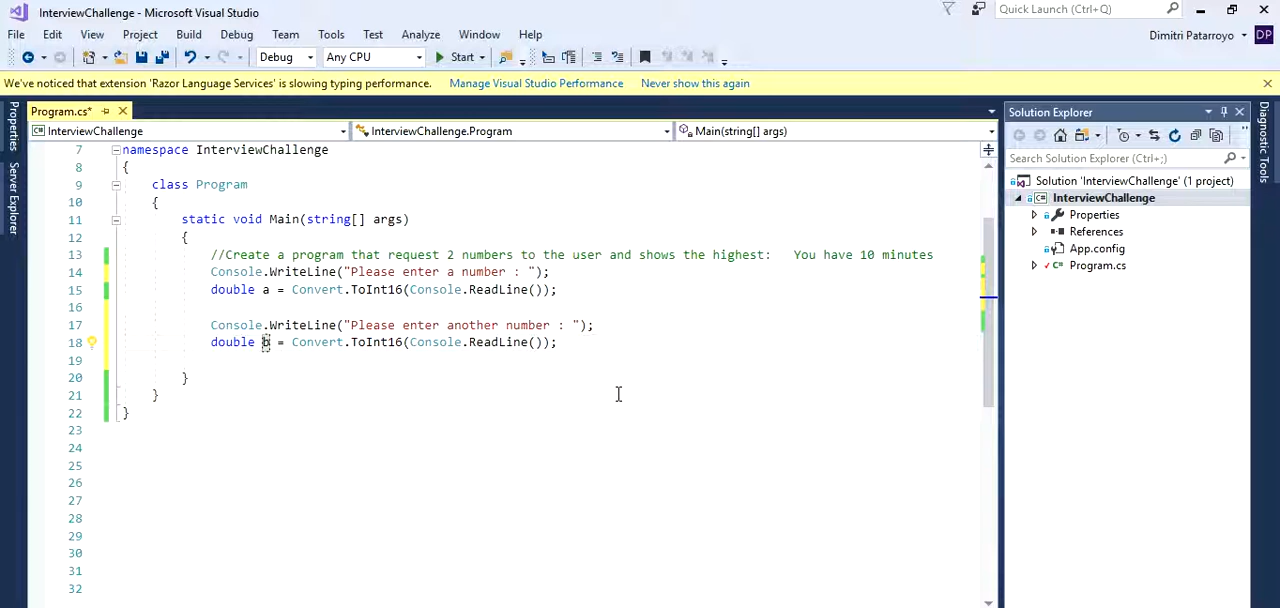 InterviewChallenge - Microsoft Visual Studio
Quick Launch (Ctrl+Q)
File Edit View Project Build Debug Team Tools Test Analyze Window Help
Dimitri Patarroyo DP
Debug Any CPU Start
We've noticed that extension 'Razor Language Services' is slowing typing performance. Manage Visual Studio Performance Never show this again
Properties
Server Explorer
Program.cs*
InterviewChallenge InterviewChallenge.Program Main(string[] args)
7 namespace InterviewChallenge
8 {
9 class Program
10 {
11 static void Main(string[] args)
12 {
13 //Create a program that request 2 numbers to the user and shows the highest: You have 10 minutes
14 Console.WriteLine("Please enter a number : ");
15 double a = Convert.ToInt16(Console.ReadLine());
16
17 Console.WriteLine("Please enter another number : ");
18 double b = Convert.ToInt16(Console.ReadLine());
19
20 }
21 }
22 }
23
24
25
26
27
28
29
30
31
32
Solution Explorer
Search Solution Explorer (Ctrl+;)
Solution 'InterviewChallenge' (1 project)
InterviewChallenge
Properties
References
App.config
Program.cs
Diagnostic Tools